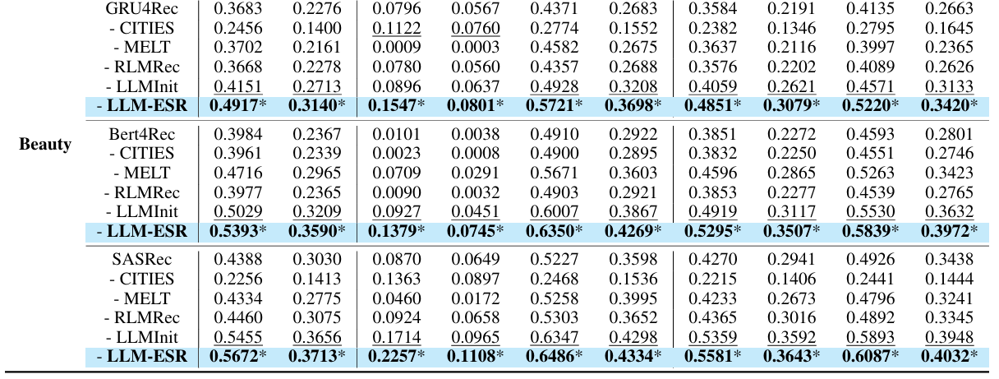 GRU4Rec 0.3683 0.2276 0.0796 0.0567 0.4371 0.2683 0.3584 0.2191 0.4135 0.2663
- CITIES 0.2456 0.1400 0.1122 0.0760 0.2774 0.1552 0.2382 0.1346 0.2795 0.1645
- MELT 0.3702 0.2161 0.0009 0.0003 0.4582 0.2675 0.3637 0.2116 0.3997 0.2365
- RLMRec 0.3668 0.2278 0.0780 0.0560 0.4357 0.2688 0.3576 0.2202 0.4089 0.2626
- LLMInit 0.4151 0.2713 0.0896 0.0637 0.4928 0.3208 0.4059 0.2621 0.4571 0.3133
- LLM-ESR 0.4917* 0.3140* 0.1547* 0.0801* 0.5721* 0.3698* 0.4851* 0.3079* 0.5220* 0.3420*
Beauty
Bert4Rec 0.3984 0.2367 0.0101 0.0038 0.4910 0.2922 0.3851 0.2272 0.4593 0.2801
- CITIES 0.3961 0.2339 0.0023 0.0008 0.4900 0.2895 0.3832 0.2250 0.4551 0.2746
- MELT 0.4716 0.2965 0.0709 0.0291 0.5671 0.3603 0.4596 0.2865 0.5263 0.3423
- RLMRec 0.3977 0.2365 0.0090 0.0032 0.4903 0.2921 0.3853 0.2277 0.4539 0.2765
- LLMInit 0.5029 0.3209 0.0927 0.0451 0.6007 0.3867 0.4919 0.3117 0.5530 0.3632
- LLM-ESR 0.5393* 0.3590* 0.1379* 0.0745* 0.6350* 0.4269* 0.5295* 0.3507* 0.5839* 0.3972*
SASRec 0.4388 0.3030 0.0870 0.0649 0.5227 0.3598 0.4270 0.2941 0.4926 0.3438
- CITIES 0.2256 0.1413 0.1363 0.0897 0.2468 0.1536 0.2215 0.1406 0.2441 0.1444
- MELT 0.4334 0.2775 0.0460 0.0172 0.5258 0.3995 0.4233 0.2673 0.4796 0.3241
- RLMRec 0.4460 0.3075 0.0924 0.0658 0.5303 0.3652 0.4365 0.3016 0.4892 0.3345
- LLMInit 0.5455 0.3656 0.1714 0.0965 0.6347 0.4298 0.5359 0.3592 0.5893 0.3948
- LLM-ESR 0.5672* 0.3713* 0.2257* 0.1108* 0.6486* 0.4334* 0.5581* 0.3643* 0.6087* 0.4032*